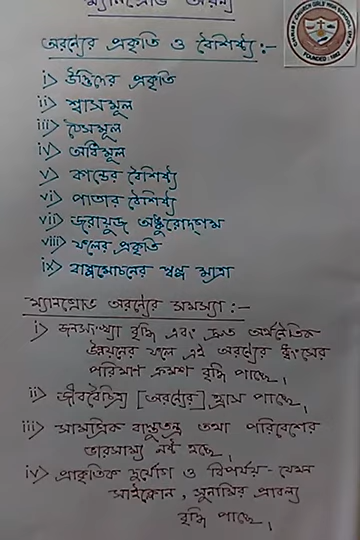 ম্যানগ্রোভ অরণ্য
অরণ্যের প্রকৃতি ও বৈশিষ্ট্য :-
i> উদ্ভিদের প্রকৃতি
ii> শ্বাসমূল
iii> ঠেসমূল
iv> অধিমূল
v> কান্ডের বৈশিষ্ট্য
vi> পাতার বৈশিষ্ট্য
vii> জরায়ুজ অঙ্কুরোদ্গম
viii> ফলের প্রকৃতি
ix> বাষ্পমোচনের স্বল্প মাত্রা
ম্যানগ্রোভ অরণ্যের সমস্যা :-
i> জনসংখ্যা বৃদ্ধি এবং দ্রুত অর্থনৈতিক
উন্নয়নের ফলে এই অরণ্যের ধ্বংসের
পরিমাণ ক্রমশ বৃদ্ধি পাচ্ছে।
ii> জীববৈচিত্র্য [অরণ্যের] হ্রাস পাচ্ছে।
iii> সামগ্রিক বাস্তুতন্ত্র তথা পরিবেশের
ভারসাম্য নষ্ট হচ্ছে।
iv> প্রাকৃতিক দুর্যোগ ও বিপর্যয় - যেমন
সাইক্লোন, সুনামির প্রাবল্য
বৃদ্ধি পাচ্ছে।